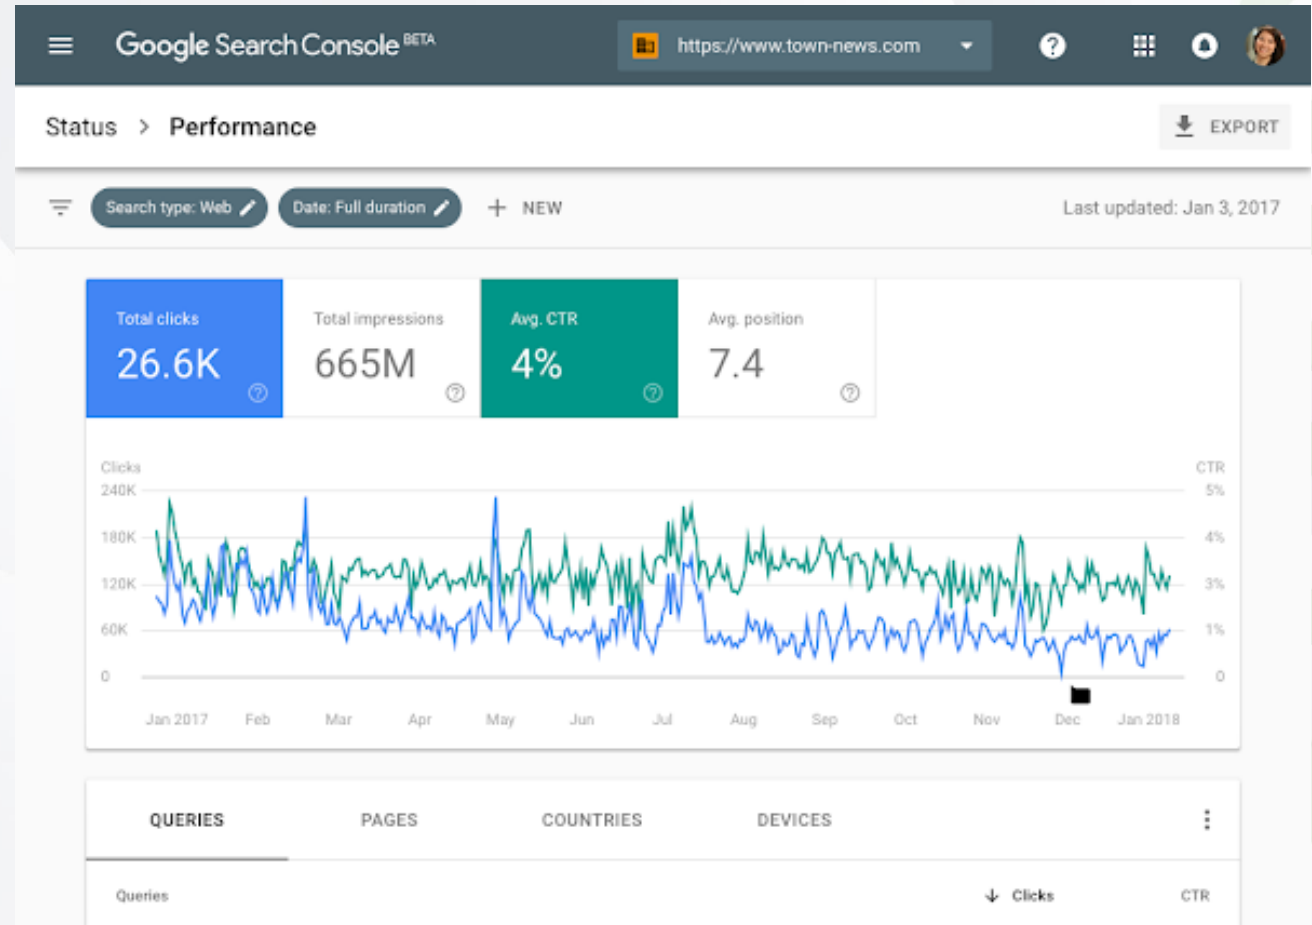 Google Search Console BETA
https://www.town-news.com
Status > Performance
EXPORT
Search type: Web
Date: Full duration
+ NEW
Last updated: Jan 3, 2017
Total clicks
26.6K
Total impressions
665M
Avg. CTR
4%
Avg. position
7.4
Clicks
CTR
240K
5%
180K
4%
120K
3%
60K
1%
0
0
Jan 2017 Feb Mar Apr May Jun Jul Aug Sep Oct Nov Dec Jan 2018
QUERIES PAGES COUNTRIES DEVICES
Queries Clicks CTR